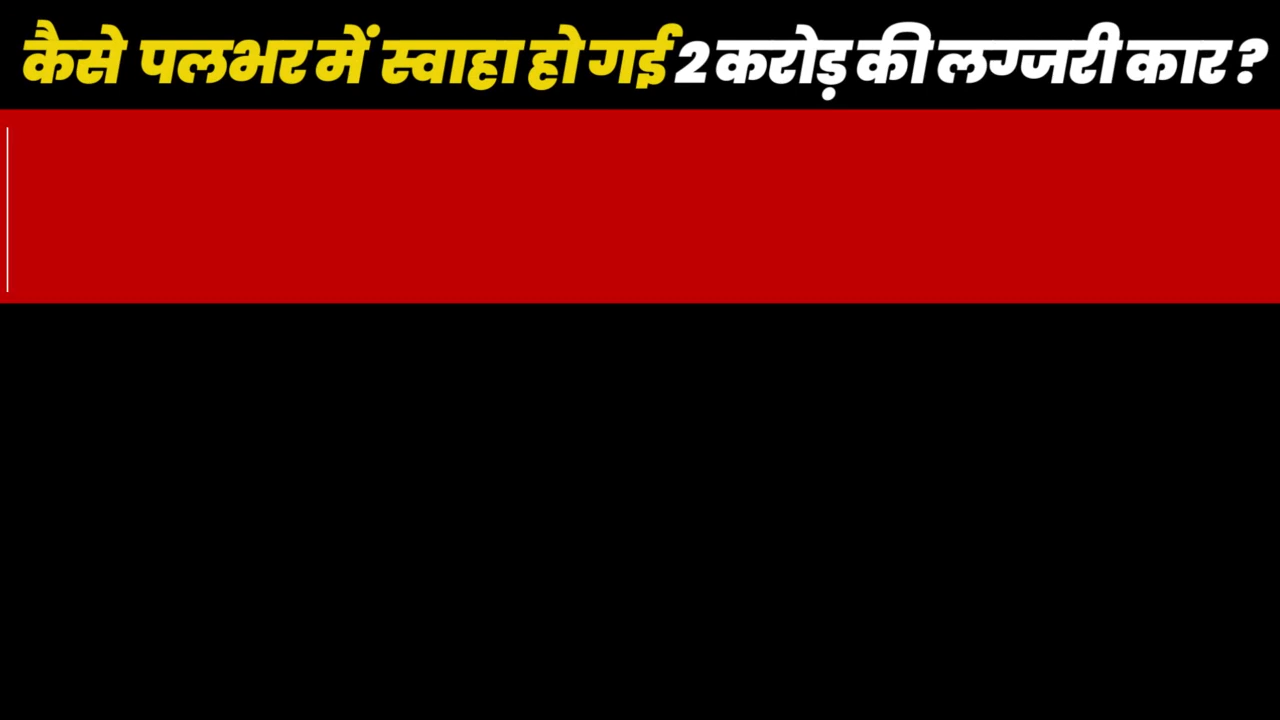 कैसे पलभर में स्वाहा हो गई 2 करोड़ की लग्जरी कार ?